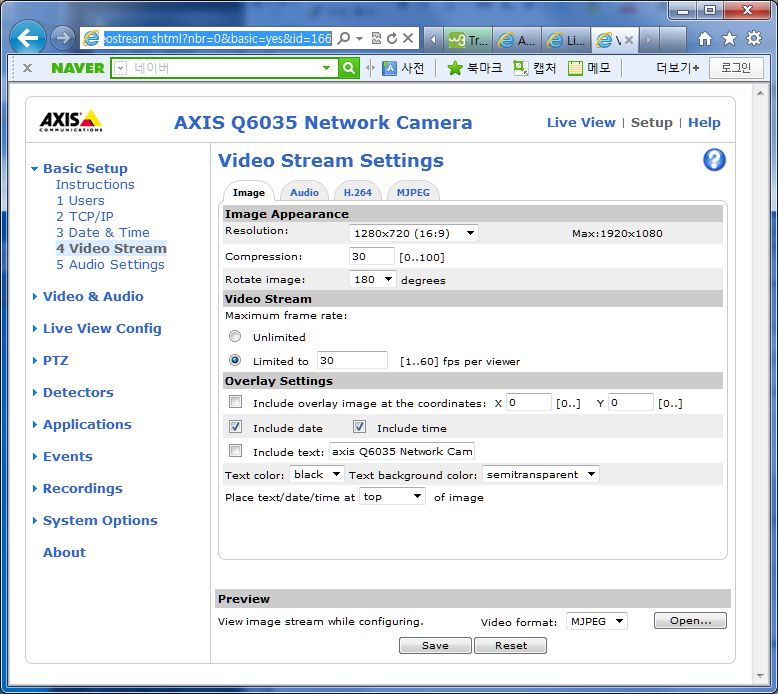 ostream.shtml?nbr=0&basic=yes&id=166
Tr...
A...
Li...
V
x NAVER 네이버 사전 북마크 캡처 메모 더보기+ 로그인
AXIS
COMMUNICATIONS
AXIS Q6035 Network Camera
Live View | Setup | Help
Basic Setup
Instructions
1 Users
2 TCP/IP
3 Date & Time
4 Video Stream
5 Audio Settings
Video & Audio
Live View Config
PTZ
Detectors
Applications
Events
Recordings
System Options
About
Video Stream Settings
?
Image Audio H.264 MJPEG
Image Appearance
Resolution: 1280x720 (16:9) Max:1920x1080
Compression: 30 [0..100]
Rotate image: 180 degrees
Video Stream
Maximum frame rate:
Unlimited
Limited to 30 [1..60] fps per viewer
Overlay Settings
Include overlay image at the coordinates: X 0 [0..] Y 0 [0..]
Include date Include time
Include text: axis Q6035 Network Cam
Text color: black Text background color: semitransparent
Place text/date/time at top of image
Preview
View image stream while configuring. Video format: MJPEG Open...
Save Reset